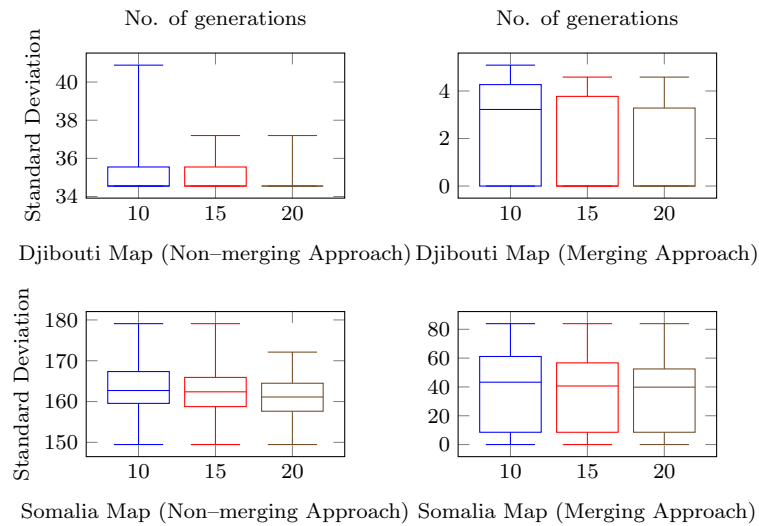 No. of generations
No. of generations
Standard Deviation
40
38
36
34
10 15 20
4
2
0
10 15 20
Djibouti Map (Non–merging Approach)
Djibouti Map (Merging Approach)
Standard Deviation
180
170
160
150
10 15 20
80
60
40
20
0
10 15 20
Somalia Map (Non–merging Approach)
Somalia Map (Merging Approach)